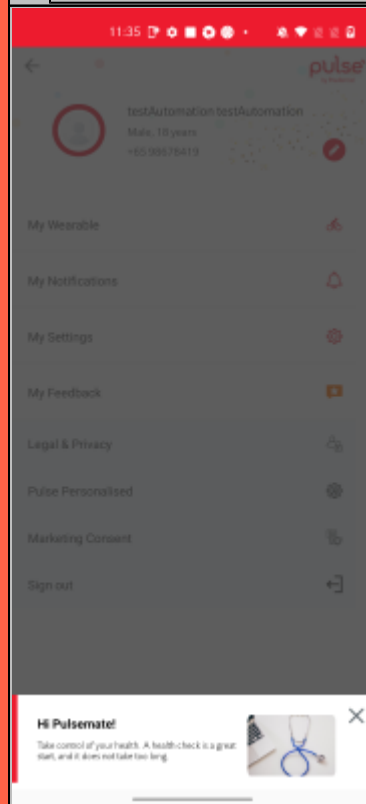 11:35
pulse
testAutomation testAutomation
Male, 18 years
+65 98678419
My Wearable
My Notifications
My Settings
My Feedback
Legal & Privacy
Pulse Personalised
Marketing Consent
Sign out
Hi Pulsemate!
Take control of your health. A health check is a great
start, and it does not take too long.